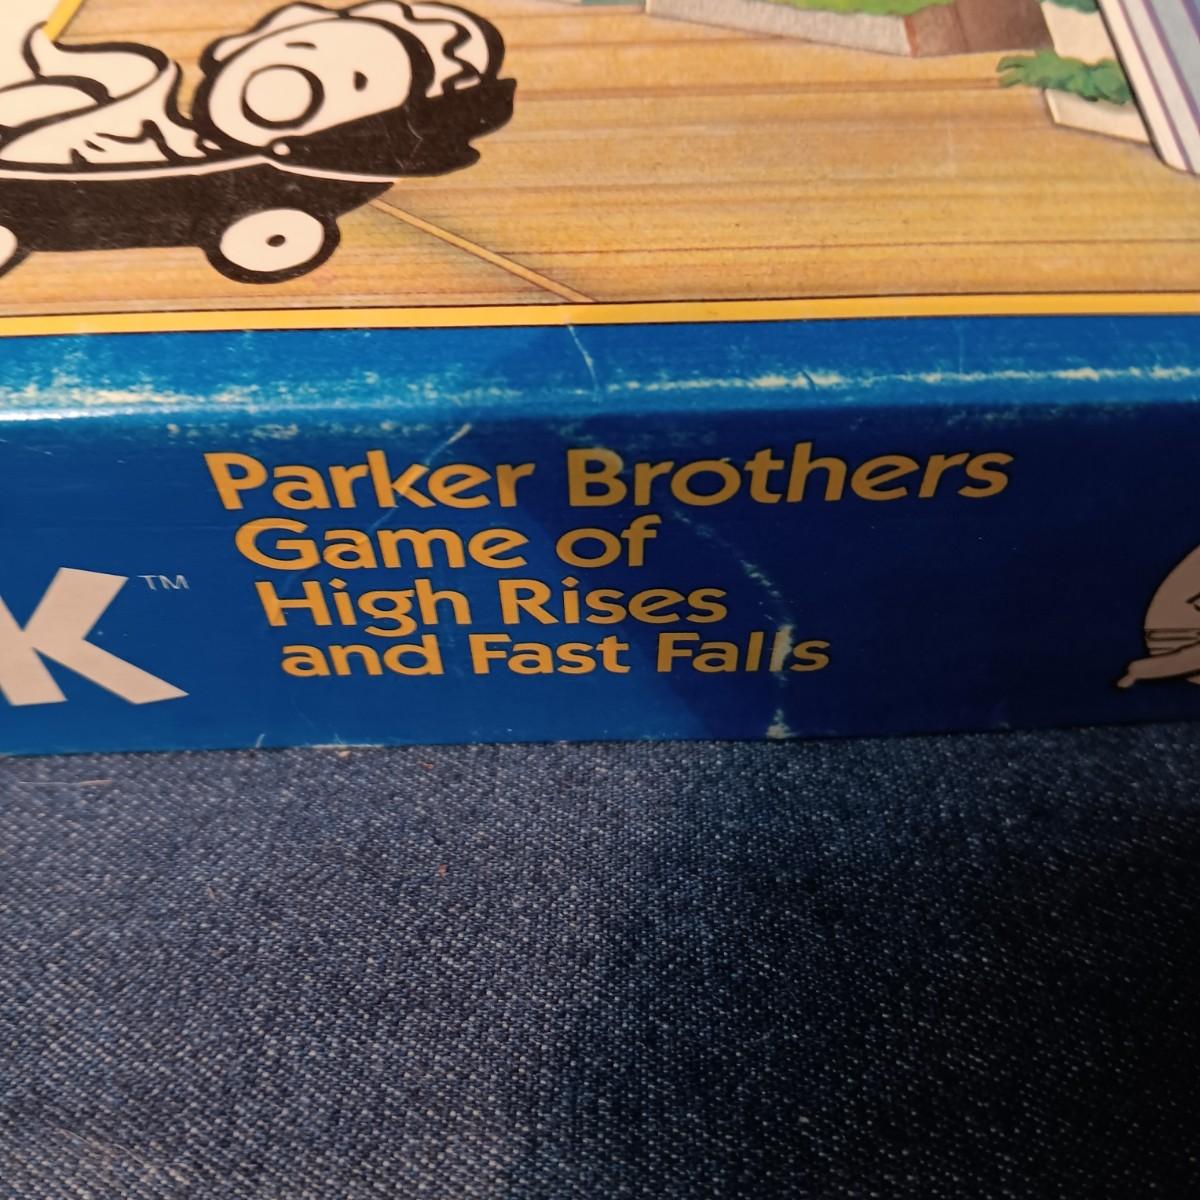 K™
Parker Brothers
Game of
High Rises
and Fast Falls